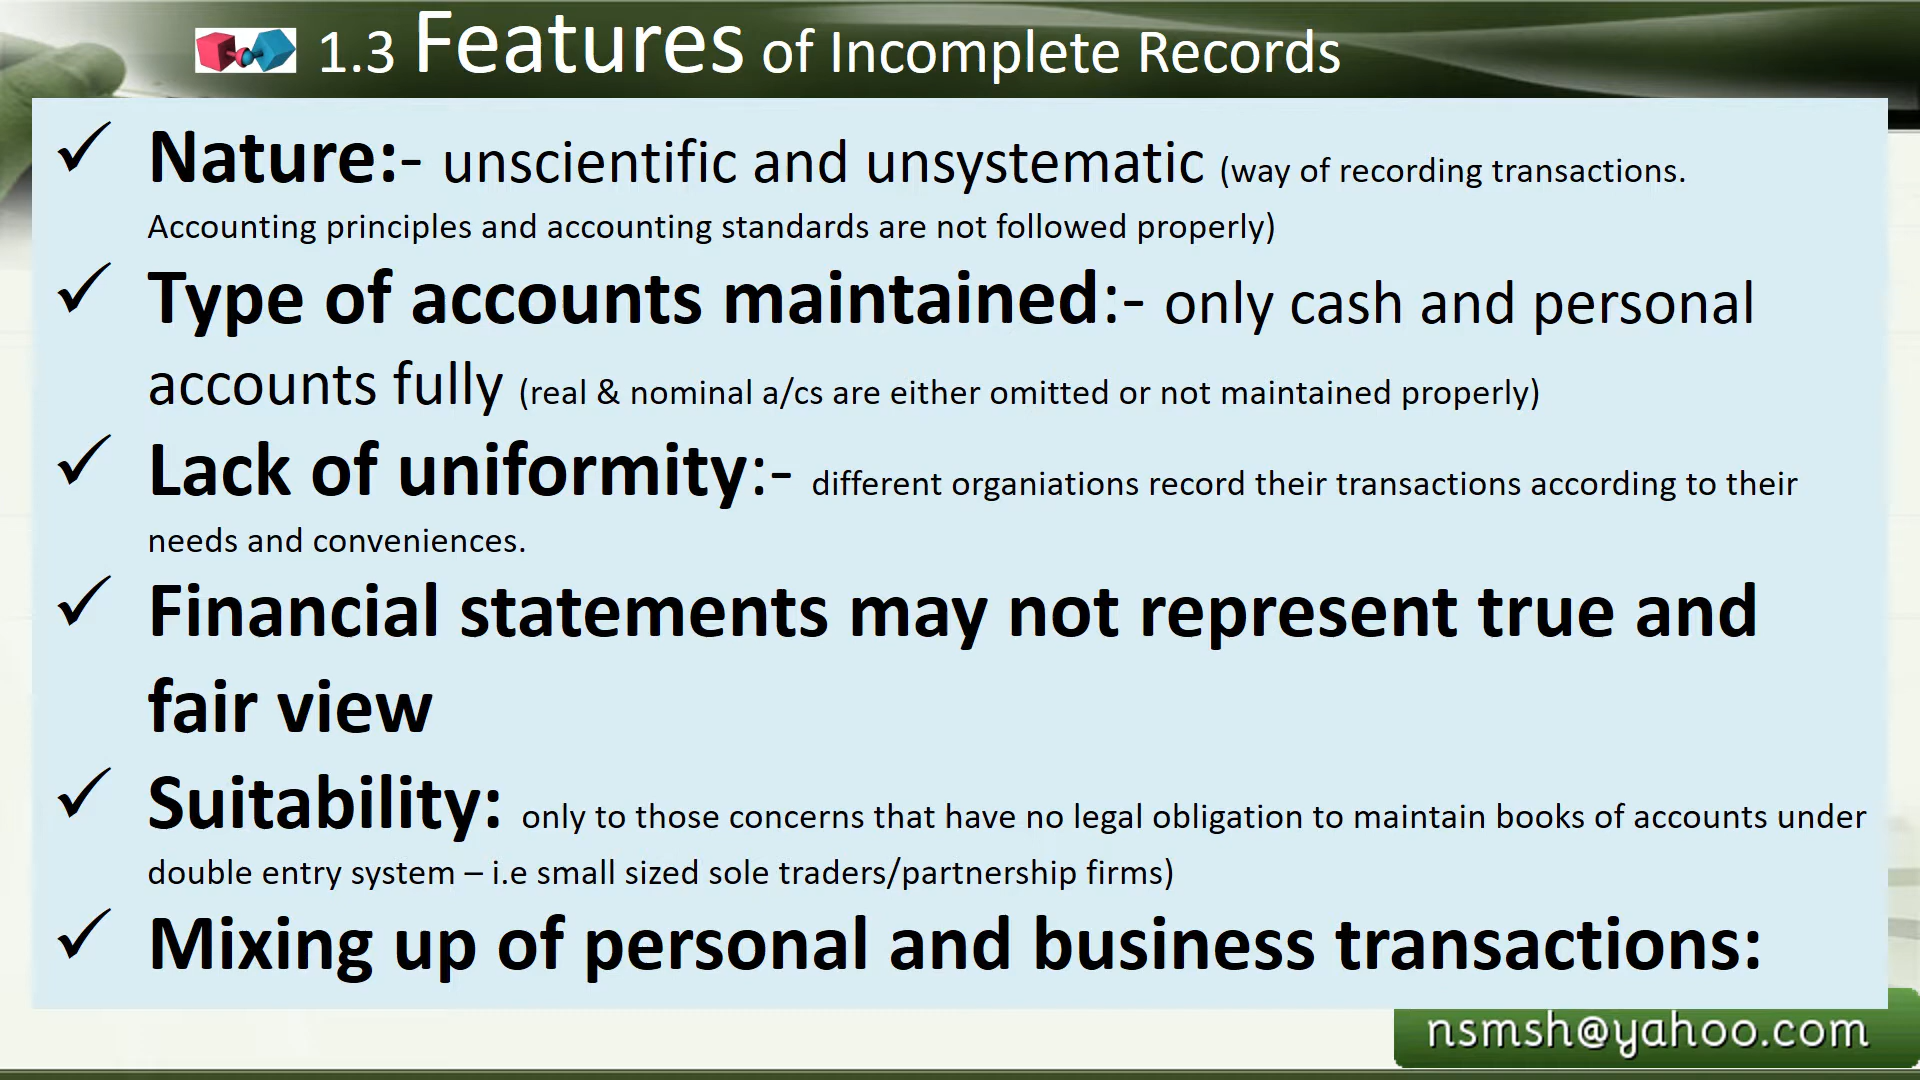 1.3 Features of Incomplete Records
✓ Nature:- unscientific and unsystematic (way of recording transactions.
Accounting principles and accounting standards are not followed properly)
✓ Type of accounts maintained:- only cash and personal
accounts fully (real & nominal a/cs are either omitted or not maintained properly)
✓ Lack of uniformity:- different organiations record their transactions according to their
needs and conveniences.
✓ Financial statements may not represent true and
fair view
✓ Suitability: only to those concerns that have no legal obligation to maintain books of accounts under
double entry system – i.e small sized sole traders/partnership firms)
✓ Mixing up of personal and business transactions:
nsmsh@yahoo.com